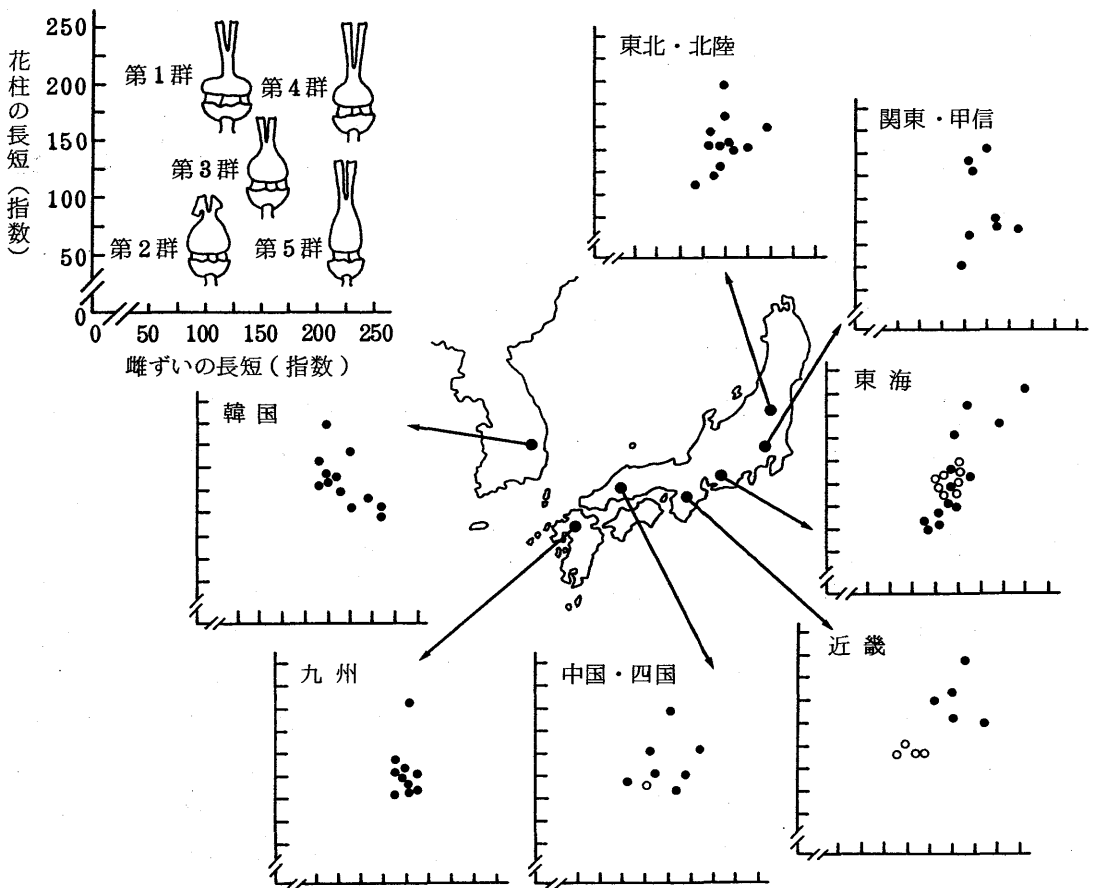 花柱の長短（指数）
250
200
150
100
50
0
第1群
第4群
第3群
第2群
第5群
0 50 100 150 200 250
雌ずいの長短（指数）
東北・北陸
関東・甲信
東海
韓国
近畿
九州
中国・四国